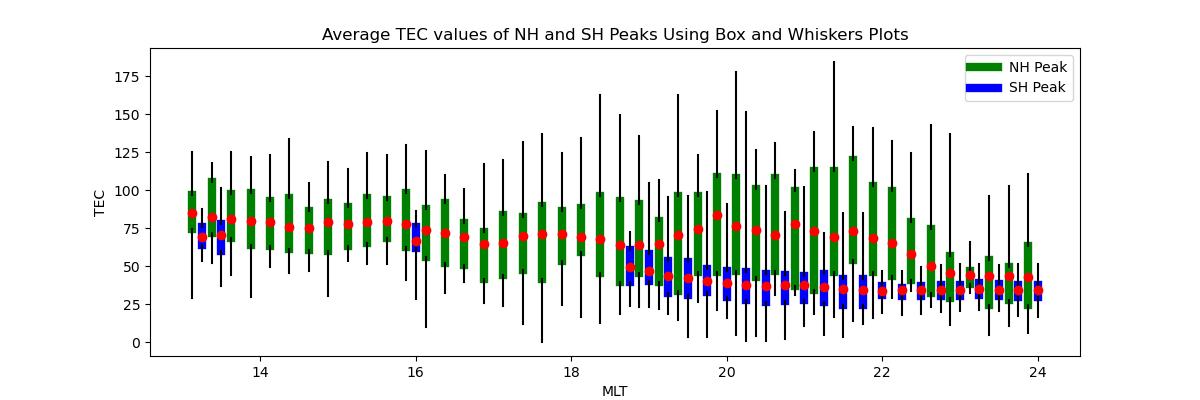 Average TEC values of NH and SH Peaks Using Box and Whiskers Plots
NH Peak
SH Peak
175
150
125
100
75
50
25
0
TEC
14 16 18 20 22 24
MLT